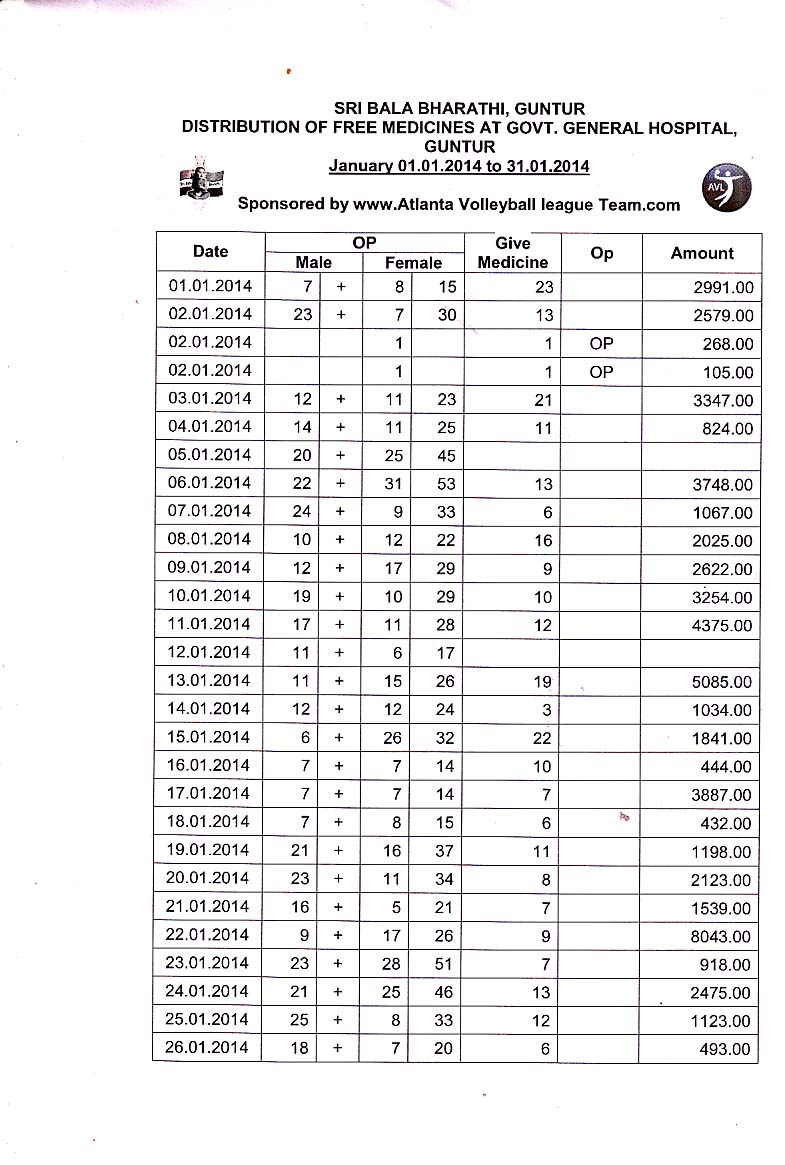 SRI BALA BHARATHI, GUNTUR
DISTRIBUTION OF FREE MEDICINES AT GOVT. GENERAL HOSPITAL,
GUNTUR
January 01.01.2014 to 31.01.2014
AVL
Sponsored by www.Atlanta Volleyball league Team.com
Date OP Give Medicine Op Amount
Male Female
01.01.2014 7 + 8 15 23 2991.00
02.01.2014 23 + 7 30 13 2579.00
02.01.2014 1 1 OP 268.00
02.01.2014 1 1 OP 105.00
03.01.2014 12 + 11 23 21 3347.00
04.01.2014 14 + 11 25 11 824.00
05.01.2014 20 + 25 45
06.01.2014 22 + 31 53 13 3748.00
07.01.2014 24 + 9 33 6 1067.00
08.01.2014 10 + 12 22 16 2025.00
09.01.2014 12 + 17 29 9 2622.00
10.01.2014 19 + 10 29 10 3254.00
11.01.2014 17 + 11 28 12 4375.00
12.01.2014 11 + 6 17
13.01.2014 11 + 15 26 19 5085.00
14.01.2014 12 + 12 24 3 1034.00
15.01.2014 6 + 26 32 22 1841.00
16.01.2014 7 + 7 14 10 444.00
17.01.2014 7 + 7 14 7 3887.00
18.01.2014 7 + 8 15 6 432.00
19.01.2014 21 + 16 37 11 1198.00
20.01.2014 23 + 11 34 8 2123.00
21.01.2014 16 + 5 21 7 1539.00
22.01.2014 9 + 17 26 9 8043.00
23.01.2014 23 + 28 51 7 918.00
24.01.2014 21 + 25 46 13 2475.00
25.01.2014 25 + 8 33 12 1123.00
26.01.2014 18 + 7 20 6 493.00